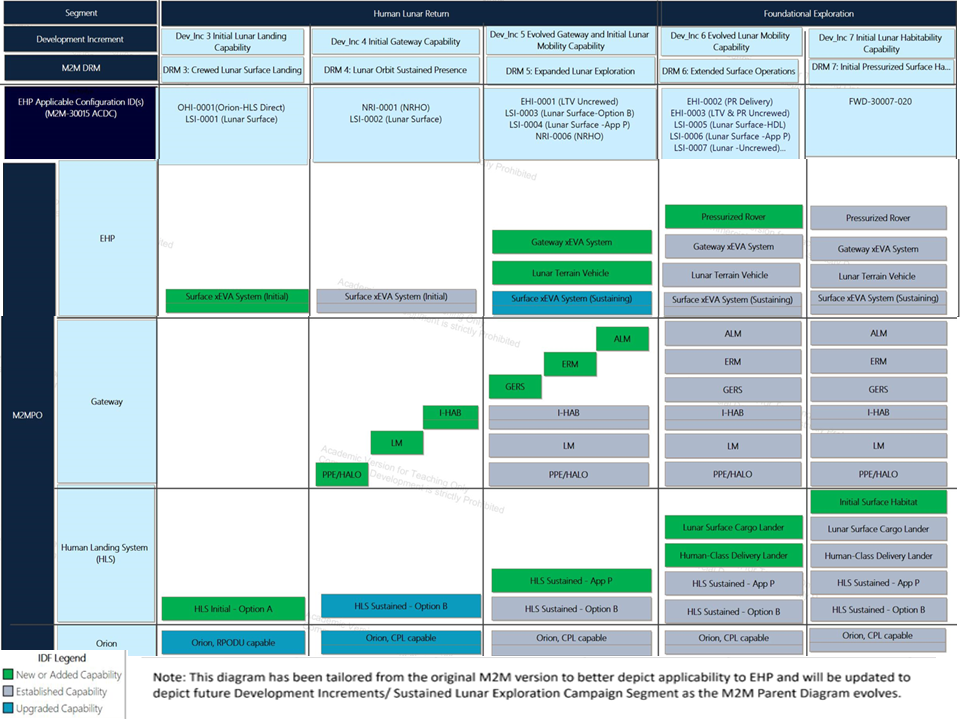 Segment
Human Lunar Return
Foundational Exploration
Development Increment
Dev_Inc 3 Initial Lunar Landing
Capability
Dev_Inc 4 Initial Gateway Capability
Dev_Inc 5 Evolved Gateway and Initial Lunar
Mobility Capability
Dev_Inc 6 Evolved Lunar Mobility
Capability
Dev_Inc 7 Initial Lunar Habitability
Capability
M2M DRM
DRM 3: Crewed Lunar Surface Landing
DRM 4: Lunar Orbit Sustained Presence
DRM 5: Expanded Lunar Exploration
DRM 6: Extended Surface Operations
DRM 7: Initial Pressurized Surface Ha...
EHP Applicable Configuration ID(s)
(M2M-30015 ACDC)
OHI-0001(Orion-HLS Direct)
LSI-0001 (Lunar Surface)
NRI-0001 (NRHO)
LSI-0002 (Lunar Surface)
EHI-0001 (LTV Uncrewed)
LSI-0003 (Lunar Surface-Option B)
LSI-0004 (Lunar Surface -App P)
NRI-0006 (NRHO)
EHI-0002 (PR Delivery)
EHI-0003 (LTV & PR Uncrewed)
LSI-0005 (Lunar Surface-HDL)
LSI-0006 (Lunar Surface -App P)
LSI-0007 (Lunar -Uncrewed)...
FWD-30007-020
M2MPO
EHP
Surface xEVA System (Initial)
Surface xEVA System (Initial)
Gateway xEVA System
Lunar Terrain Vehicle
Surface xEVA System (Sustaining)
Pressurized Rover
Gateway xEVA System
Lunar Terrain Vehicle
Surface xEVA System (Sustaining)
Pressurized Rover
Gateway xEVA System
Lunar Terrain Vehicle
Surface xEVA System (Sustaining)
Gateway
I-HAB
LM
PPE/HALO
ALM
ERM
GERS
I-HAB
LM
PPE/HALO
ALM
ERM
GERS
I-HAB
LM
PPE/HALO
ALM
ERM
GERS
I-HAB
LM
PPE/HALO
Academic Version for Teaching Only
Development is strictly Prohibited
Human Landing System
(HLS)
HLS Initial - Option A
HLS Sustained - Option B
HLS Sustained - App P
HLS Sustained - Option B
Lunar Surface Cargo Lander
Human-Class Delivery Lander
HLS Sustained - App P
HLS Sustained - Option B
Initial Surface Habitat
Lunar Surface Cargo Lander
Human-Class Delivery Lander
HLS Sustained - App P
HLS Sustained - Option B
Orion
Orion, RPODU capable
Orion, CPL capable
Orion, CPL capable
Orion, CPL capable
Orion, CPL capable
IDF Legend
New or Added Capability
Established Capability
Upgraded Capability
Note: This diagram has been tailored from the original M2M version to better depict applicability to EHP and will be updated to
depict future Development Increments/ Sustained Lunar Exploration Campaign Segment as the M2M Parent Diagram evolves.